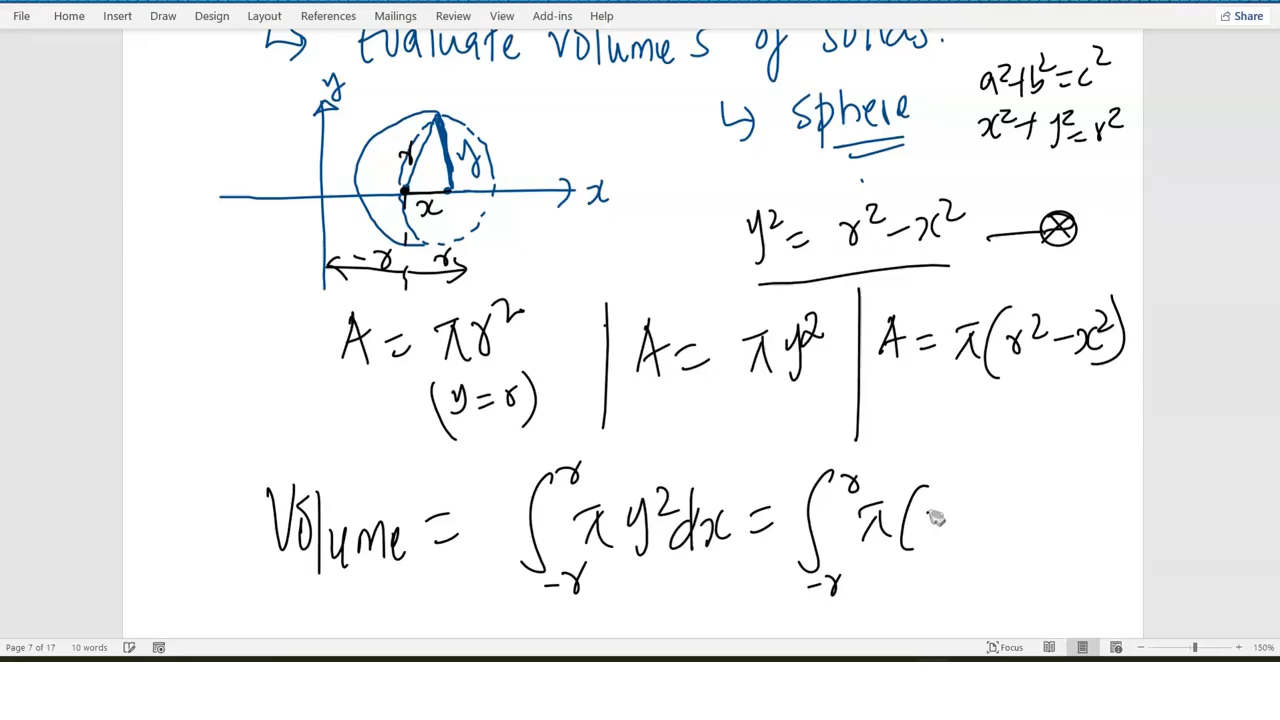 File Home Insert Draw Design Layout References Mailings Review View Add-ins Help Share
↳ Evaluate volumes of solids.
a²+b²=c²
x²+y²=r²
↳ sphere
y
r
y
x
x
-r
r
y² = r² - x² —⊗
A = πr²
(y = r)
A = πy²
A = π(r² - x²)
Volume = ∫_{-r}^{r} π y² dx = ∫_{-r}^{r} π (
Page 7 of 17 10 words Focus 150%